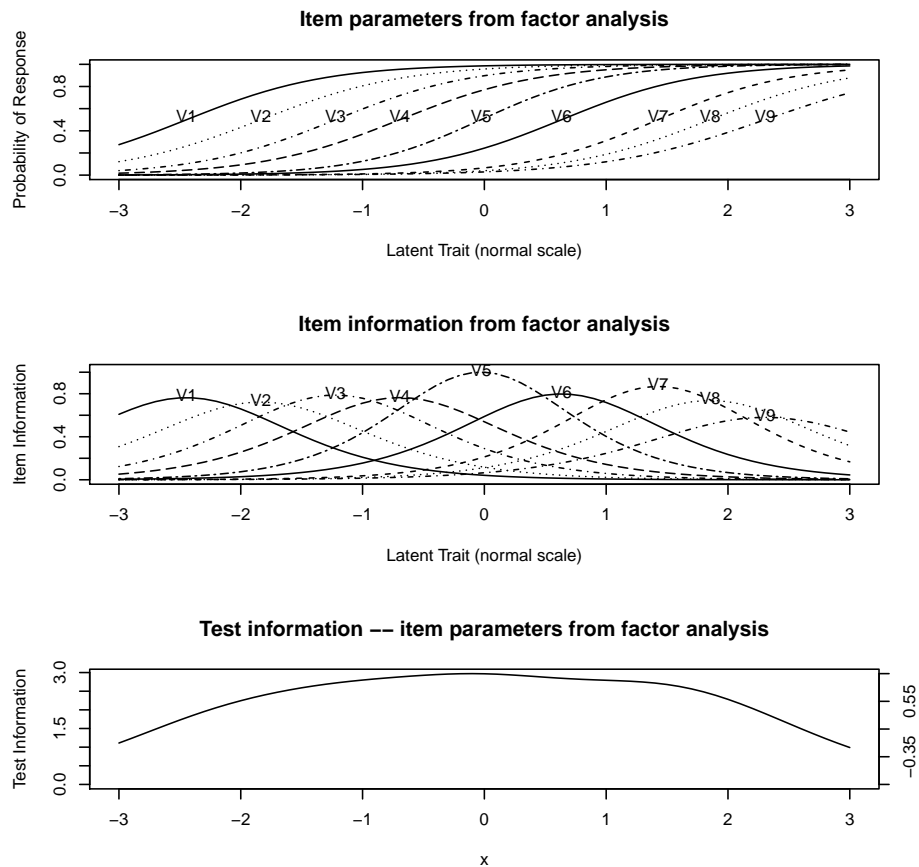 Item parameters from factor analysis
Probability of Response
0.0 0.4 0.8
V1 V2 V3 V4 V5 V6 V7 V8 V9
−3 −2 −1 0 1 2 3
Latent Trait (normal scale)
Item information from factor analysis
Item Information
0.0 0.4 0.8
V1 V2 V3 V4 V5 V6 V7 V8 V9
−3 −2 −1 0 1 2 3
Latent Trait (normal scale)
Test information −− item parameters from factor analysis
Test Information
0.0 1.5 3.0
−0.35 0.55
−3 −2 −1 0 1 2 3
x